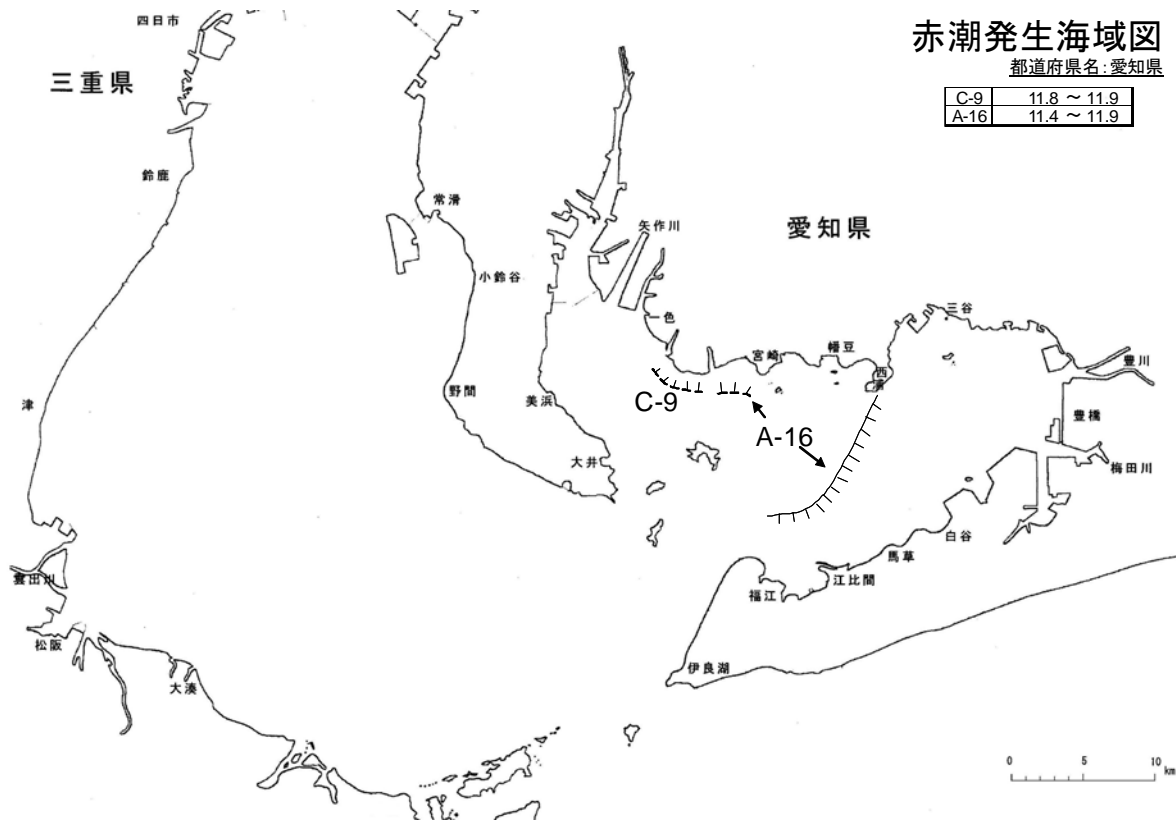 赤潮発生海域図
都道府県名：愛知県
C-9 11.8 ～ 11.9
A-16 11.4 ～ 11.9
四日市
三重県
鈴鹿
常滑
矢作川
愛知県
小鈴谷
一色
三谷
宮崎
幡豆
西浦
豊川
津
野間
美浜
C-9
豊橋
A-16
大井
梅田川
白谷
馬草
雲出川
江比間
福江
松阪
伊良湖
大湊
0 5 10 km